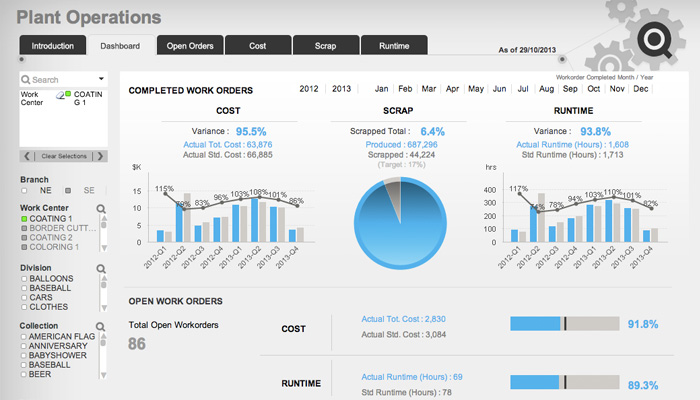 Plant Operations
Introduction
Dashboard
Open Orders
Cost
Scrap
Runtime
As of 29/10/2013
Workorder Completed Month / Year
Search
Work Center
COATING 1
Clear Selections
Branch
NE
SE
Work Center
COATING 1
BORDER CUTT...
COATING 2
COLORING 1
Division
BALLOONS
BASEBALL
CARS
CLOTHES
Collection
AMERICAN FLAG
ANNIVERSARY
BABYSHOWER
BASEBALL
BEER
COMPLETED WORK ORDERS
2012 2013 Jan Feb Mar Apr May Jun Jul Aug Sep Oct Nov Dec
COST
Variance : 95.5%
Actual Tot. Cost : 63,876
Actual Std. Cost : 66,885
$K
15
10
5
0
115%
79%
83%
96%
103%
108%
101%
86%
2012-Q1
2012-Q2
2012-Q3
2012-Q4
2013-Q1
2013-Q2
2013-Q3
2013-Q4
SCRAP
Scrapped Total : 6.4%
Produced : 687,296
Scrapped : 44,224
(Target : 17%)
RUNTIME
Variance : 93.8%
Actual Runtime (Hours) : 1,608
Std Runtime (Hours) : 1,713
hrs
400
300
200
100
0
117%
74%
78%
94%
103%
110%
101%
82%
2012-Q1
2012-Q2
2012-Q3
2012-Q4
2013-Q1
2013-Q2
2013-Q3
2013-Q4
OPEN WORK ORDERS
Total Open Workorders
86
COST
Actual Tot. Cost : 2,830
Actual Std. Cost : 3,084
91.8%
RUNTIME
Actual Runtime (Hours) : 69
Std Runtime (Hours) : 78
89.3%